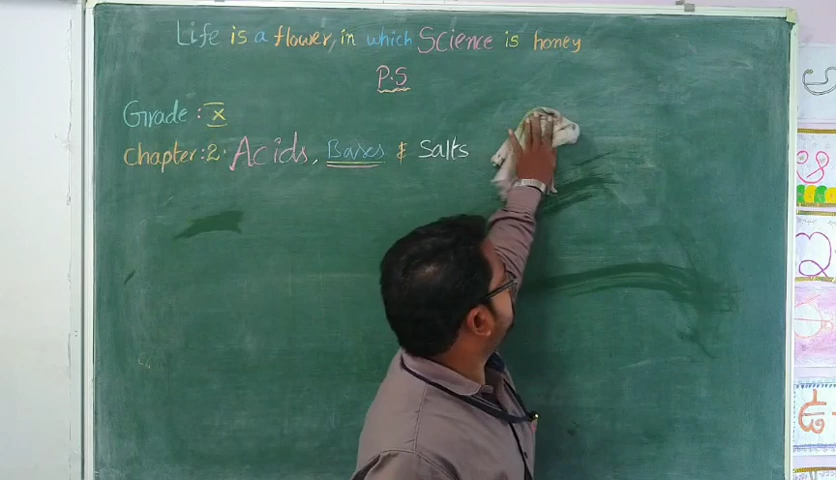 Life is a flower, in which Science is honey
P.S
Grade : X
Chapter:2. Acids, Bases & Salts